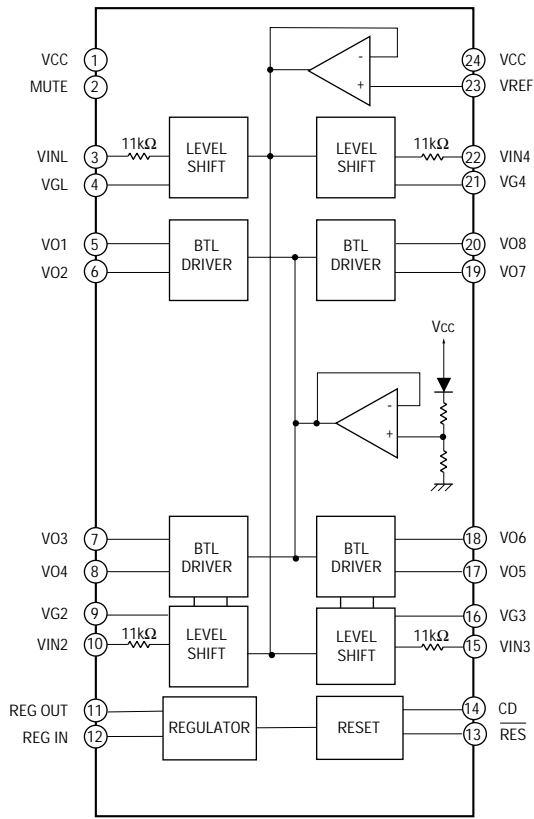 VCC 1
MUTE 2
24 VCC
23 VREF
-
+
VINL 3 11kΩ
VGL 4
LEVEL
SHIFT
LEVEL
SHIFT
11kΩ 22 VIN4
21 VG4
VO1 5
VO2 6
BTL
DRIVER
BTL
DRIVER
20 VO8
19 VO7
Vcc
-
+
VO3 7
VO4 8
BTL
DRIVER
BTL
DRIVER
18 VO6
17 VO5
VG2 9
VIN2 10 11kΩ
LEVEL
SHIFT
LEVEL
SHIFT
16 VG3
11kΩ 15 VIN3
REG OUT 11
REG IN 12
REGULATOR
RESET
14 CD
13 RES